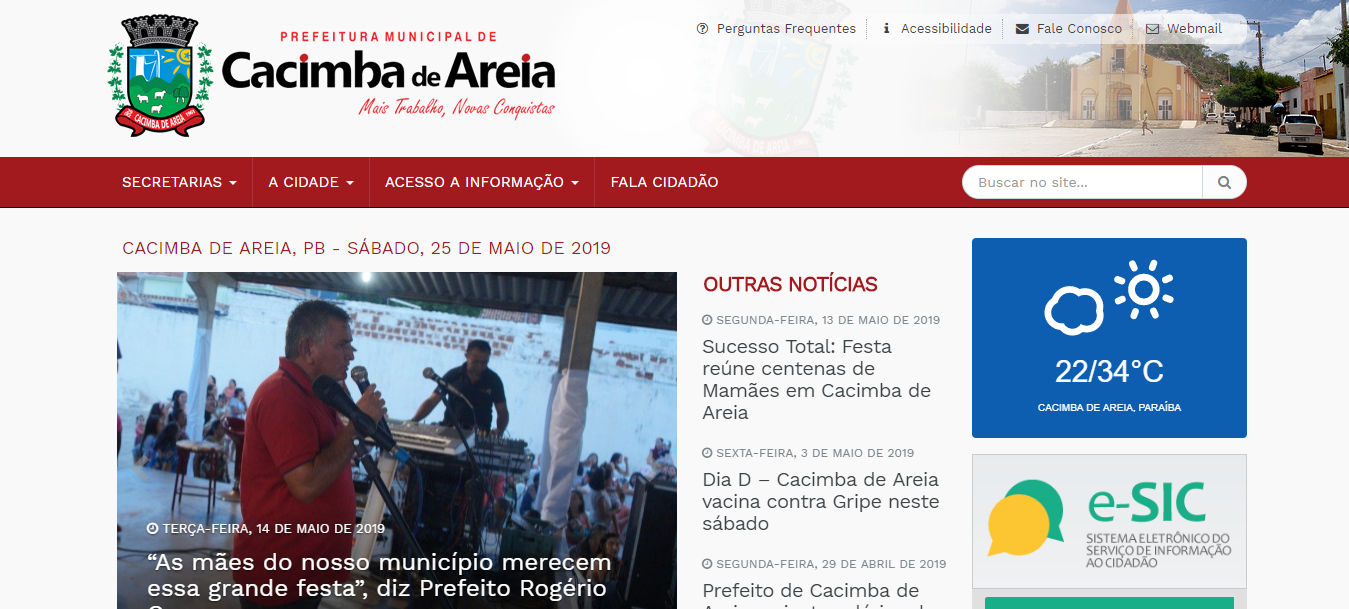 PREFEITURA MUNICIPAL DE
Cacimba de Areia
Mais Trabalho, Novas Conquistas
CACIMBA DE AREIA
Perguntas Frequentes
Acessibilidade
Fale Conosco
Webmail
SECRETARIAS
A CIDADE
ACESSO A INFORMAÇÃO
FALA CIDADÃO
Buscar no site...
CACIMBA DE AREIA, PB - SÁBADO, 25 DE MAIO DE 2019
TERÇA-FEIRA, 14 DE MAIO DE 2019
“As mães do nosso município merecem
essa grande festa”, diz Prefeito Rogério
OUTRAS NOTÍCIAS
SEGUNDA-FEIRA, 13 DE MAIO DE 2019
Sucesso Total: Festa
reúne centenas de
Mamães em Cacimba de
Areia
SEXTA-FEIRA, 3 DE MAIO DE 2019
Dia D – Cacimba de Areia
vacina contra Gripe neste
sábado
SEGUNDA-FEIRA, 29 DE ABRIL DE 2019
Prefeito de Cacimba de
22/34°C
CACIMBA DE AREIA, PARAÍBA
e-SIC
SISTEMA ELETRÔNICO DO
SERVIÇO DE INFORMAÇÃO
AO CIDADÃO